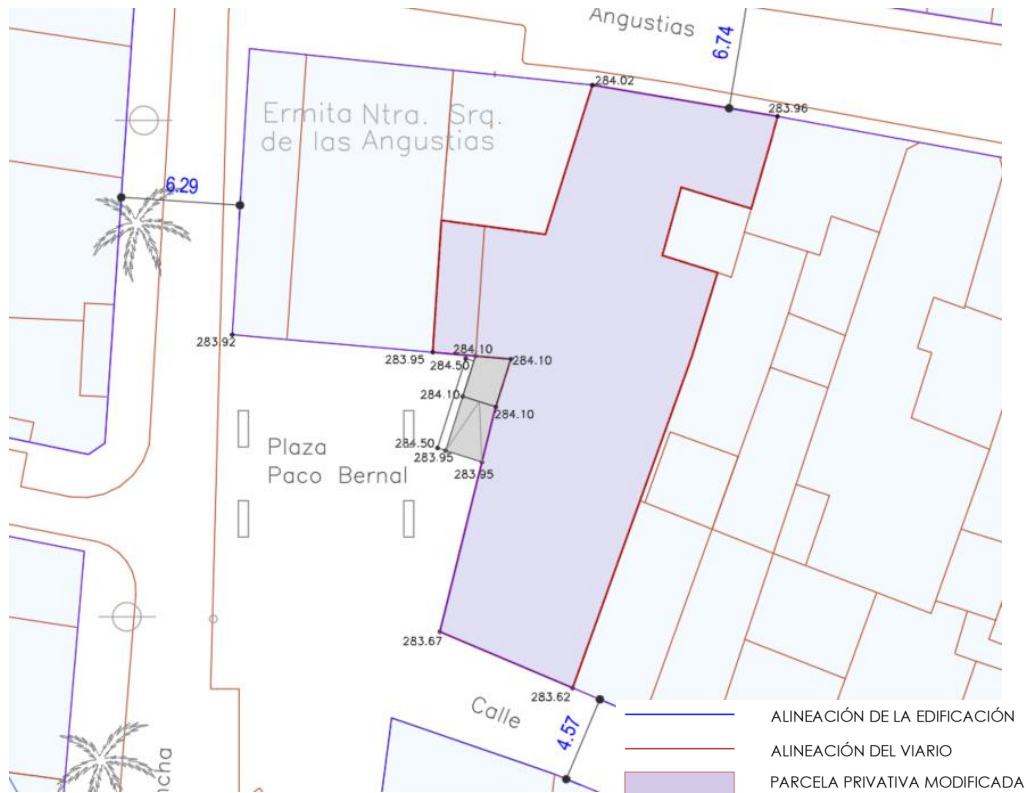 Angustias
6.74
284.02
283.96
Ermita Ntra. Sra.
de las Angustias
6.29
283.92
283.95
284.10
284.50
284.10
284.10
284.10
284.50
283.95
283.95
Plaza
Paco Bernal
283.67
283.62
Calle
4.57
ncha
ALINEACIÓN DE LA EDIFICACIÓN
ALINEACIÓN DEL VIARIO
PARCELA PRIVATIVA MODIFICADA